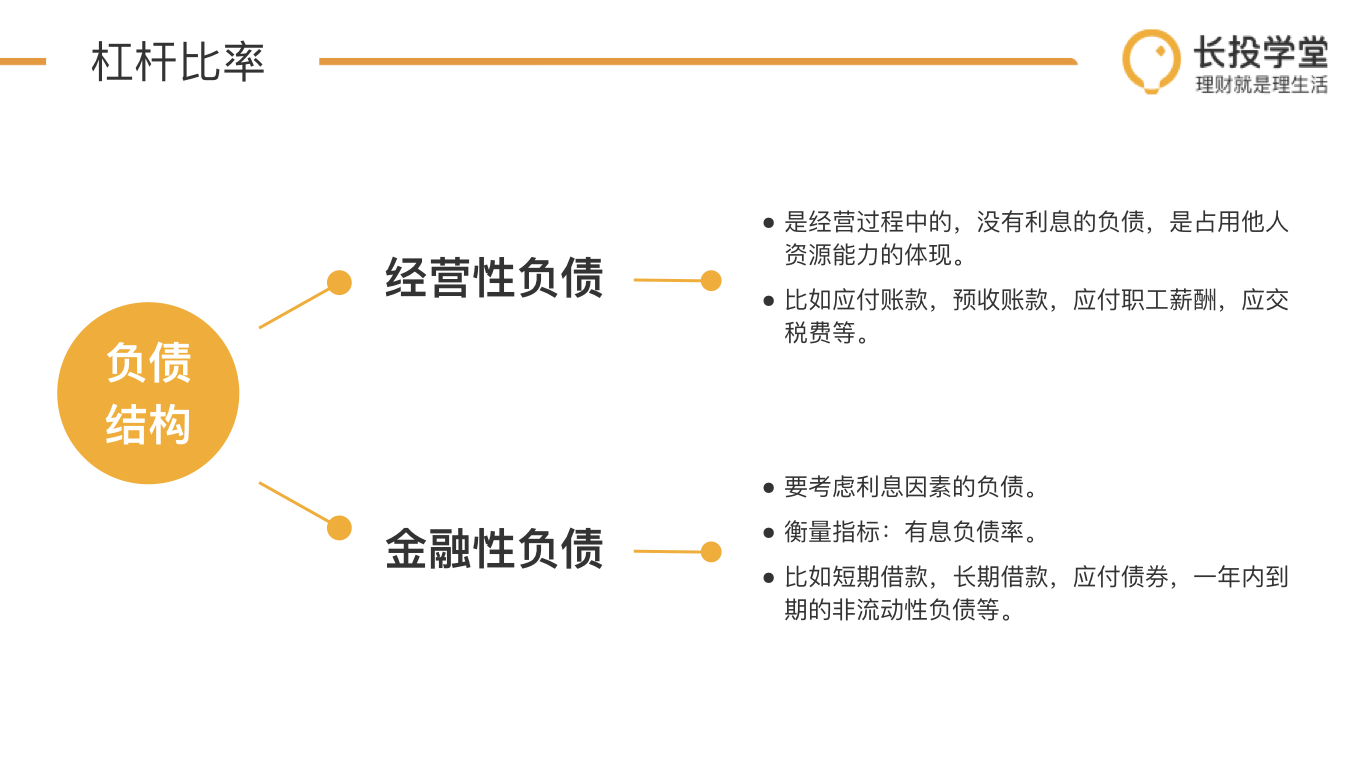 杠杆比率
长投学堂
理财就是理生活
负债
结构
经营性负债
● 是经营过程中的，没有利息的负债，是占用他人
资源能力的体现。
● 比如应付账款，预收账款，应付职工薪酬，应交
税费等。
金融性负债
● 要考虑利息因素的负债。
● 衡量指标：有息负债率。
● 比如短期借款，长期借款，应付债券，一年内到
期的非流动性负债等。